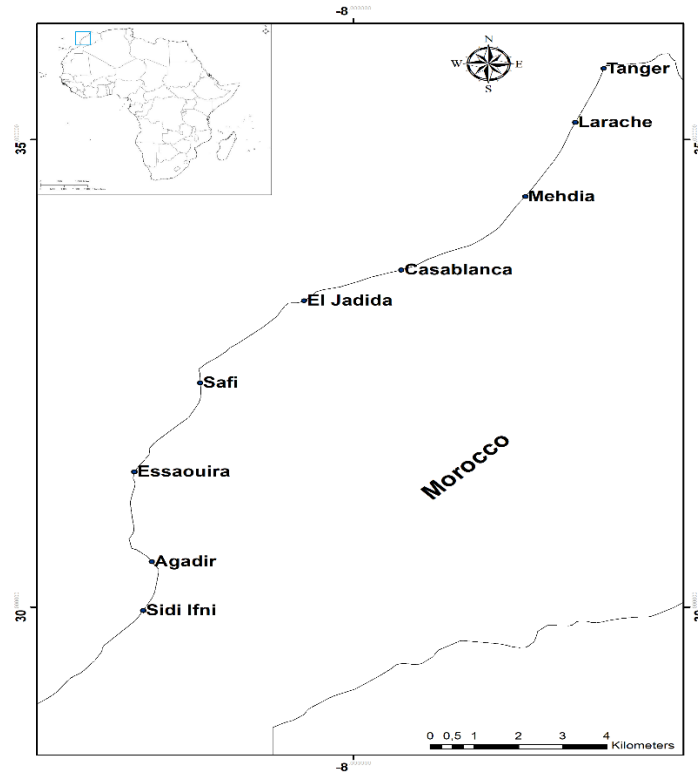 -8
N
W E
S
Tanger
Larache
35
Mehdia
Casablanca
El Jadida
Safi
Morocco
Essaouira
Agadir
30
Sidi Ifni
0 0,5 1 2 3 4
Kilometers
-8